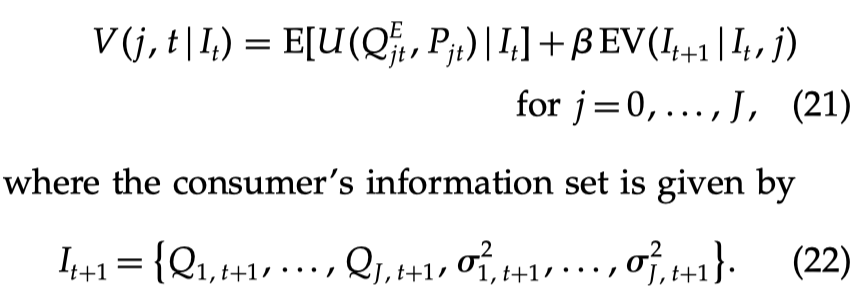 V(j, t | I_t) = E[U(Q^E_{jt}, P_{jt}) | I_t] + β EV(I_{t+1} | I_t, j)
for j = 0, ..., J, (21)
where the consumer's information set is given by
I_{t+1} = {Q_{1,t+1}, ..., Q_{J,t+1}, σ^2_{1,t+1}, ..., σ^2_{J,t+1}}. (22)